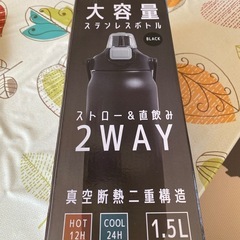 大容量
ステンレスボトル
BLACK
ストロー&直飲み
2WAY
真空断熱二重構造
HOT
12H
COOL
24H
1.5L